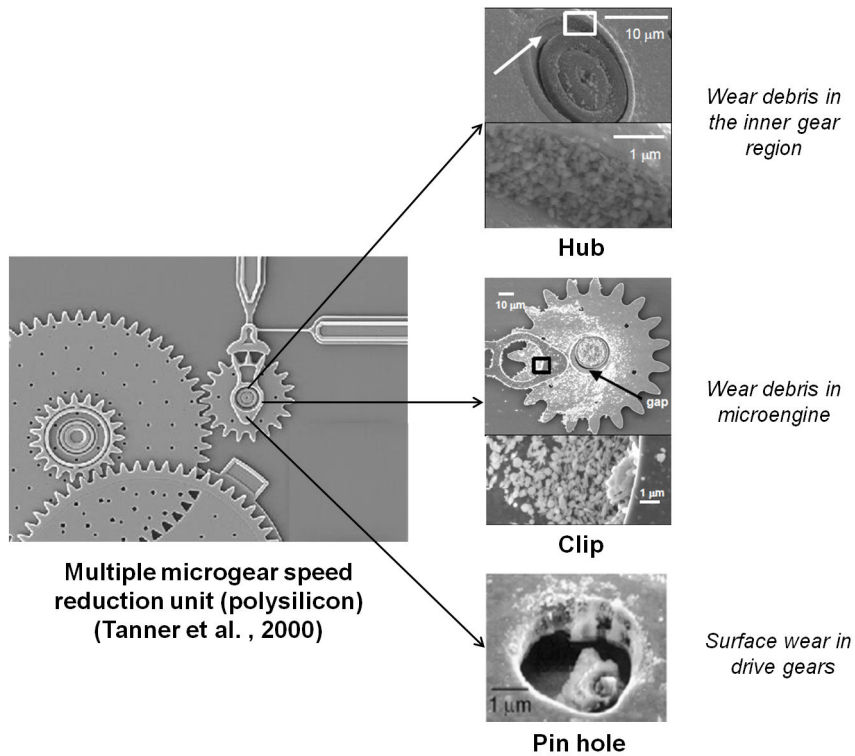 10 μm
1 μm
Hub
Wear debris in
the inner gear
region
10 μm
gap
1 μm
Clip
Wear debris in
microengine
Multiple microgear speed
reduction unit (polysilicon)
(Tanner et al. , 2000)
1 μm
Pin hole
Surface wear in
drive gears